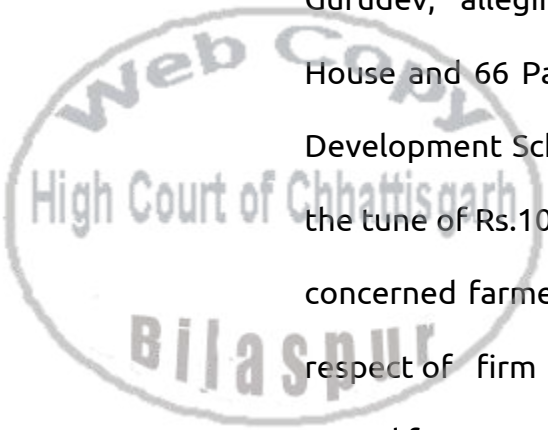 Gurudev, allegin
House and 66 Pa
Development Sch
the tune of Rs.10
concerned farme
respect of firm
Web Copy
High Court of Chhattisgarh
Bilaspur